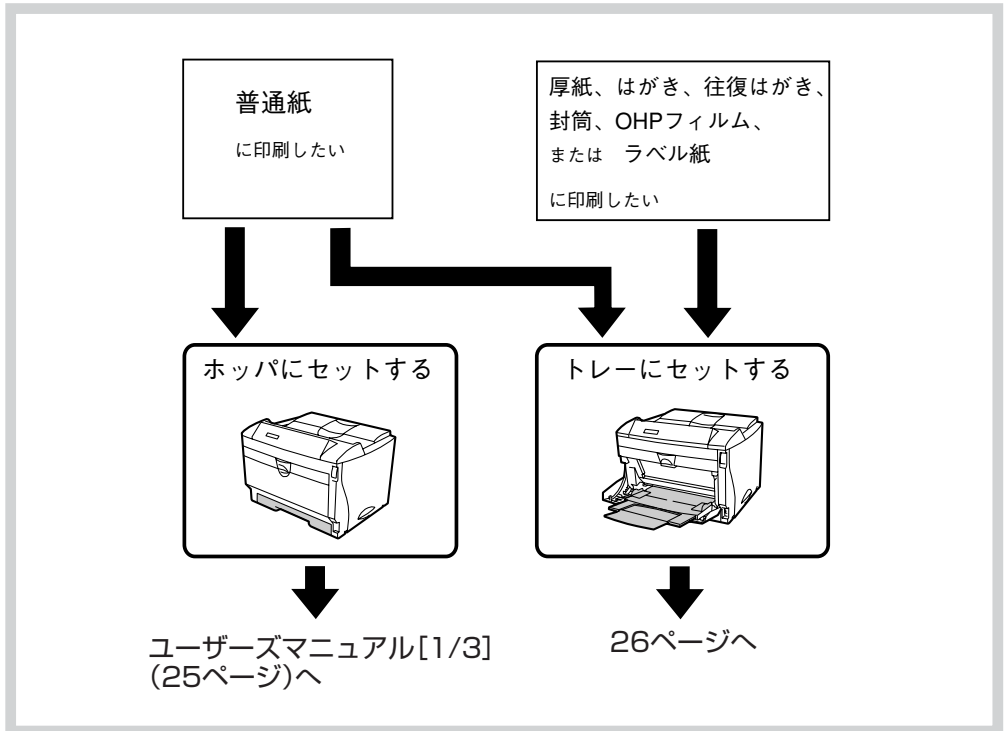 普通紙
に印刷したい
厚紙、はがき、往復はがき、
封筒、OHPフィルム、
または　ラベル紙
に印刷したい
ホッパにセットする
トレーにセットする
ユーザーズマニュアル[1/3]
(25ページ)へ
26ページへ